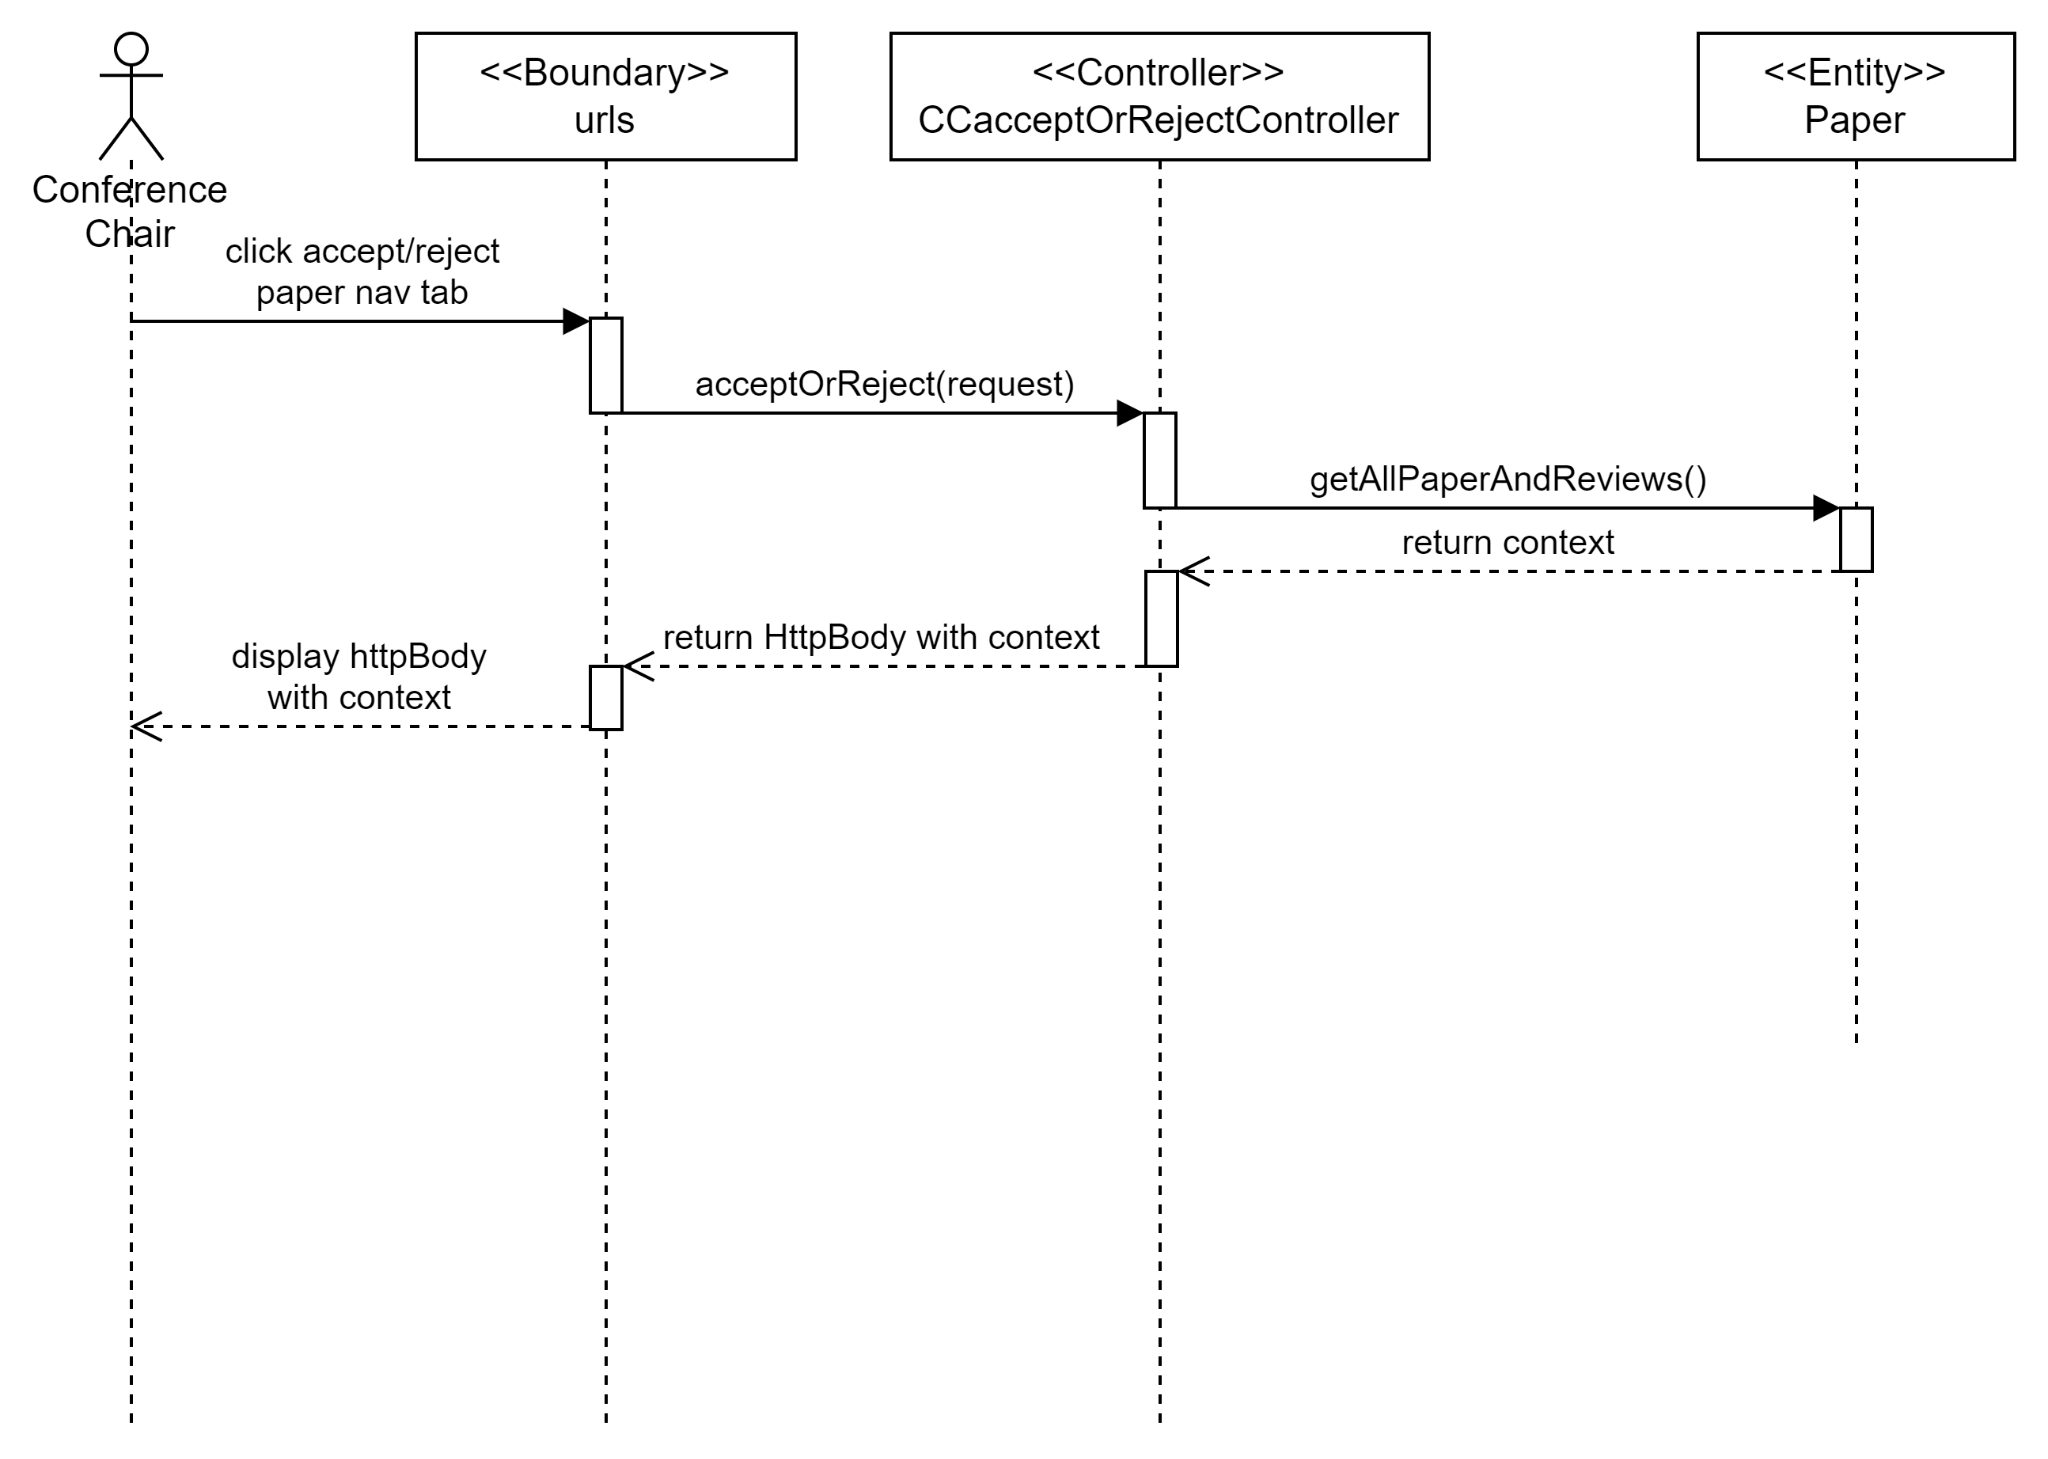 <<Boundary>>
urls
<<Controller>>
CCacceptOrRejectController
<<Entity>>
Paper
Conference
Chair
click accept/reject
paper nav tab
acceptOrReject(request)
getAllPaperAndReviews()
return context
return HttpBody with context
display httpBody
with context